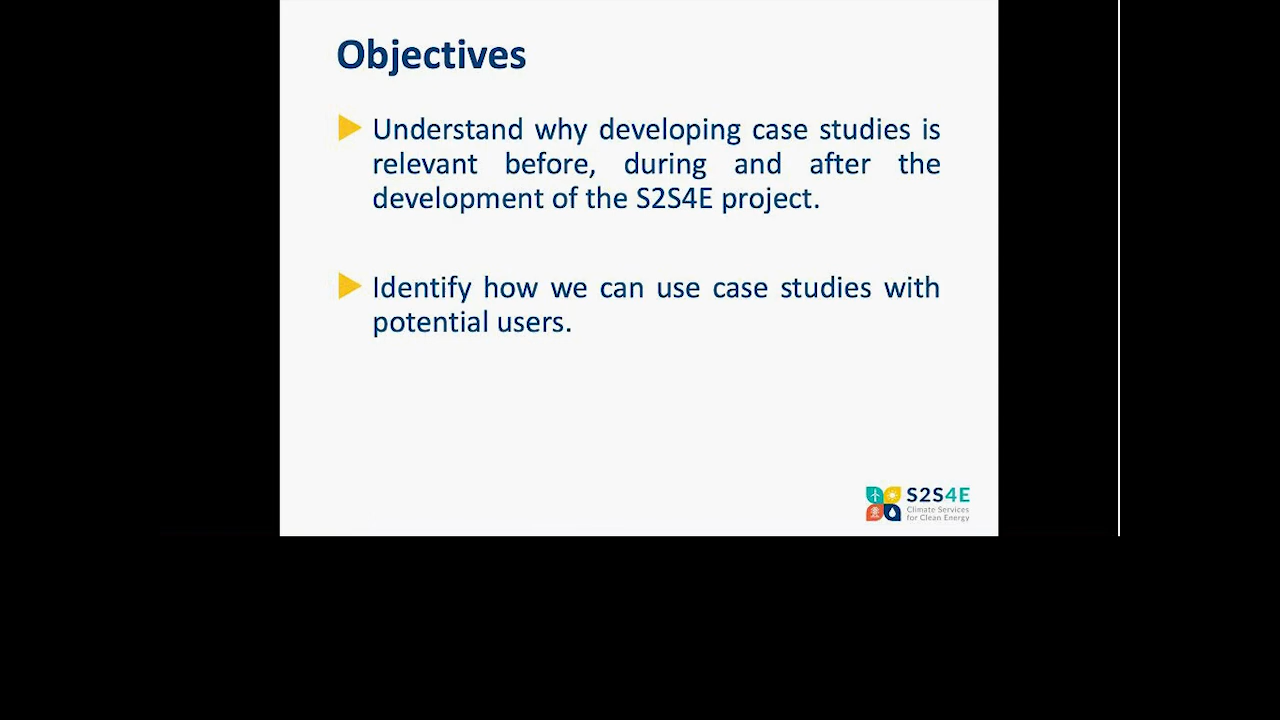 Objectives
Understand why developing case studies is
relevant before, during and after the
development of the S2S4E project.
Identify how we can use case studies with
potential users.
S2S4E
Climate Services
for Clean Energy